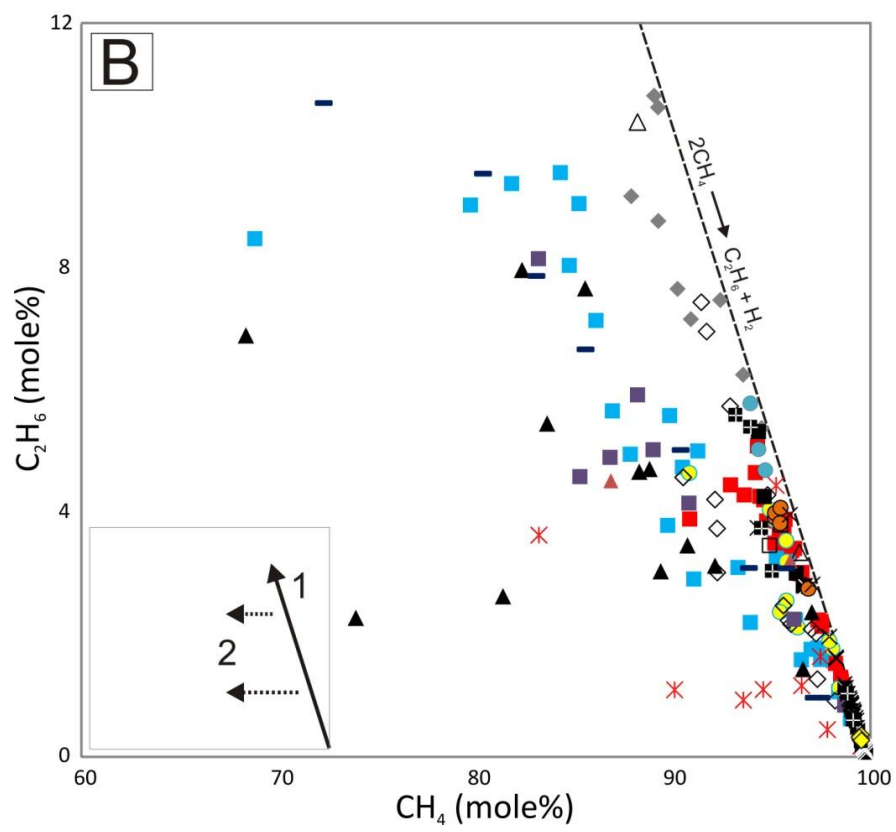 B
12
8
4
0
C₂H₆ (mole%)
2CH₄
C₂H₆ + H₂
1
2
60
70
80
90
100
CH₄ (mole%)